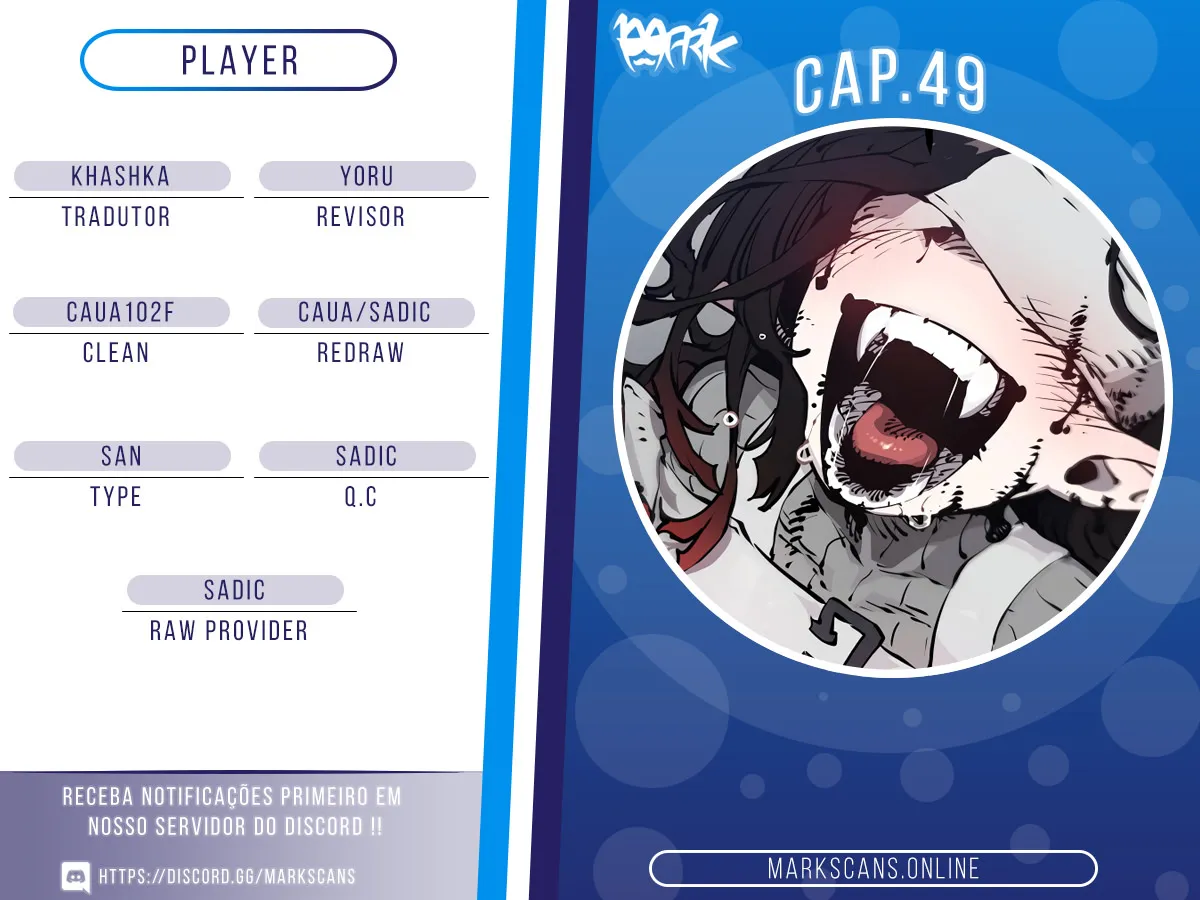 PLAYER
KHASHKA
TRADUTOR
YORU
REVISOR
CAUA102F
CLEAN
CAUA/SADIC
REDRAW
SAN
TYPE
SADIC
Q.C
SADIC
RAW PROVIDER
RECEBA NOTIFICAÇÕES PRIMEIRO EM
NOSSO SERVIDOR DO DISCORD !!
HTTPS://DISCORD.GG/MARKSCANS
MARK
CAP.49
MARKSCANS.ONLINE